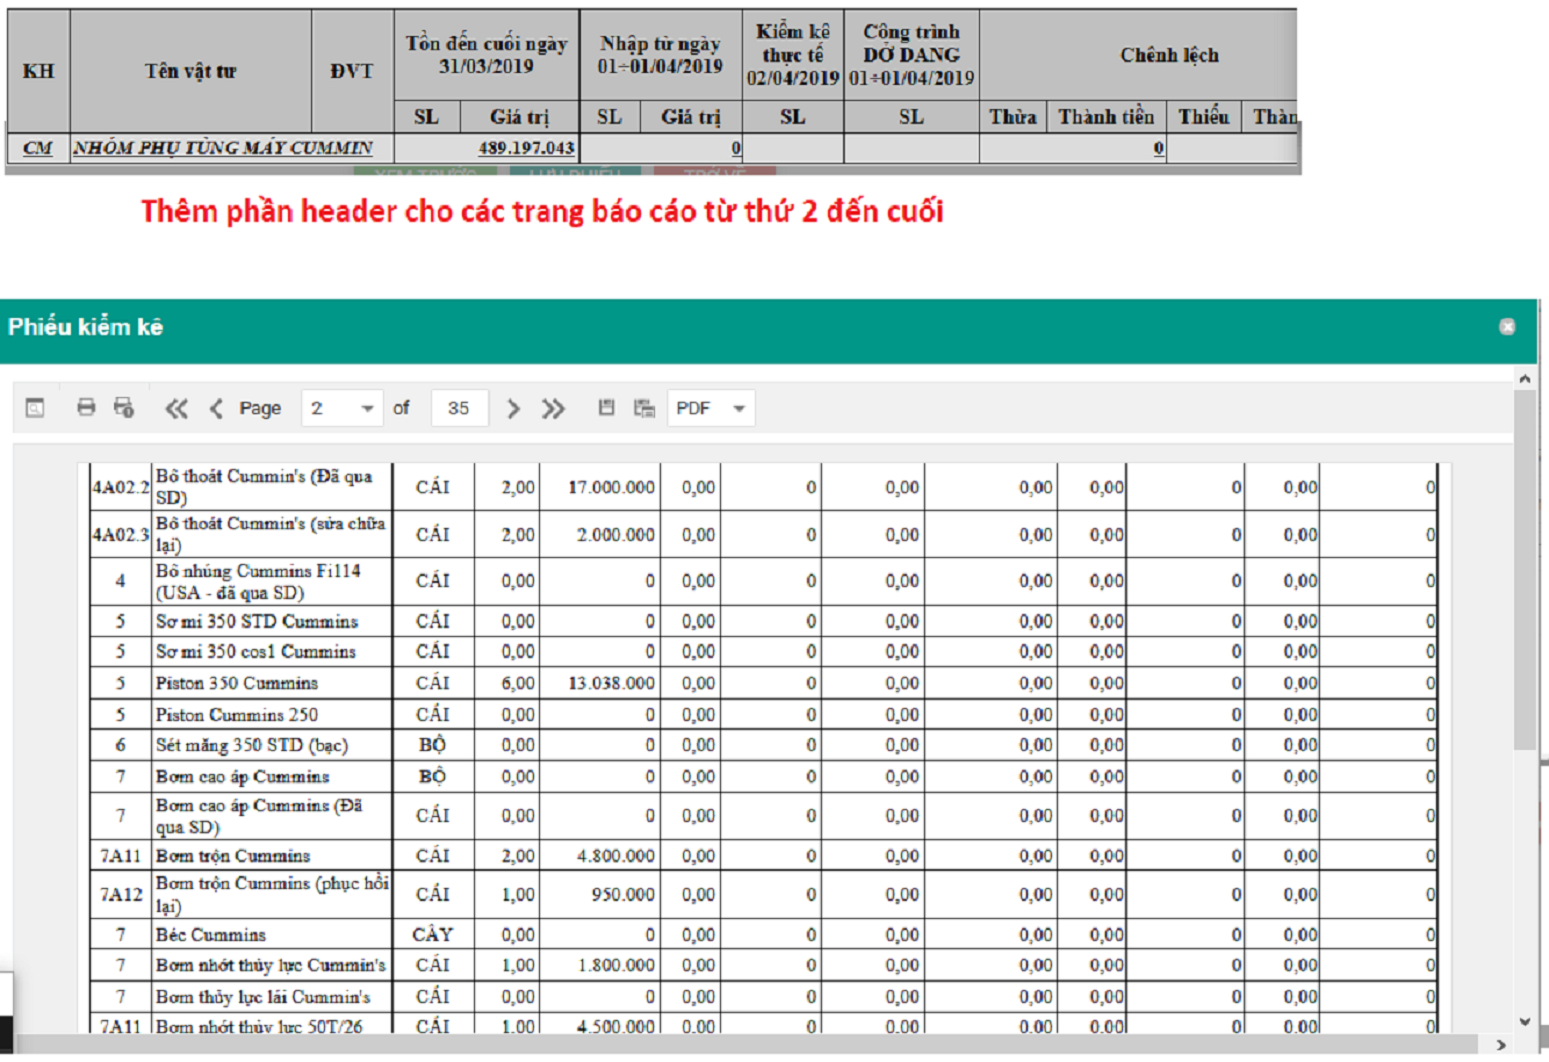 KH Tên vật tư ĐVT Tồn đến cuối ngày 31/03/2019 Nhập từ ngày 01÷01/04/2019 Kiểm kê thực tế 02/04/2019 Công trình DỞ DANG 01÷01/04/2019 Chênh lệch
SL Giá trị SL Giá trị SL SL Thừa Thành tiền Thiếu Thàn
CM NHÓM PHỤ TÙNG MÁY CUMMIN 489.197.043 0 0
XEM TRƯỚC LƯU PHIẾU TRỞ VỀ
Thêm phần header cho các trang báo cáo từ thứ 2 đến cuối
Phiếu kiểm kê
Page 2 of 35 PDF
4A02.2 Bô thoát Cummin's (Đã qua SD) CÁI 2,00 17.000.000 0,00 0 0,00 0,00 0,00 0 0,00 0
4A02.3 Bô thoát Cummin's (sửa chữa lại) CÁI 2,00 2.000.000 0,00 0 0,00 0,00 0,00 0 0,00 0
4 Bô nhúng Cummins Fi114 (USA - đã qua SD) CÁI 0,00 0 0,00 0 0,00 0,00 0,00 0 0,00 0
5 Sơ mi 350 STD Cummins CÁI 0,00 0 0,00 0 0,00 0,00 0,00 0 0,00 0
5 Sơ mi 350 cos1 Cummins CÁI 0,00 0 0,00 0 0,00 0,00 0,00 0 0,00 0
5 Piston 350 Cummins CÁI 6,00 13.038.000 0,00 0 0,00 0,00 0,00 0 0,00 0
5 Piston Cummins 250 CÁI 0,00 0 0,00 0 0,00 0,00 0,00 0 0,00 0
6 Sét măng 350 STD (bạc) BỘ 0,00 0 0,00 0 0,00 0,00 0,00 0 0,00 0
7 Bơm cao áp Cummins BỘ 0,00 0 0,00 0 0,00 0,00 0,00 0 0,00 0
7 Bơm cao áp Cummins (Đã qua SD) CÁI 0,00 0 0,00 0 0,00 0,00 0,00 0 0,00 0
7A11 Bơm trộn Cummins CÁI 2,00 4.800.000 0,00 0 0,00 0,00 0,00 0 0,00 0
7A12 Bơm trộn Cummins (phục hồi lại) CÁI 1,00 950.000 0,00 0 0,00 0,00 0,00 0 0,00 0
7 Béc Cummins CÂY 0,00 0 0,00 0 0,00 0,00 0,00 0 0,00 0
7 Bơm nhớt thủy lực Cummin's CÁI 1,00 1.800.000 0,00 0 0,00 0,00 0,00 0 0,00 0
7 Bơm thủy lực lái Cummin's CÁI 0,00 0 0,00 0 0,00 0,00 0,00 0 0,00 0
7A11 Bơm nhớt thủy lực 50T/26 CÁI 1,00 4.500.000 0,00 0 0,00 0,00 0,00 0 0,00 0